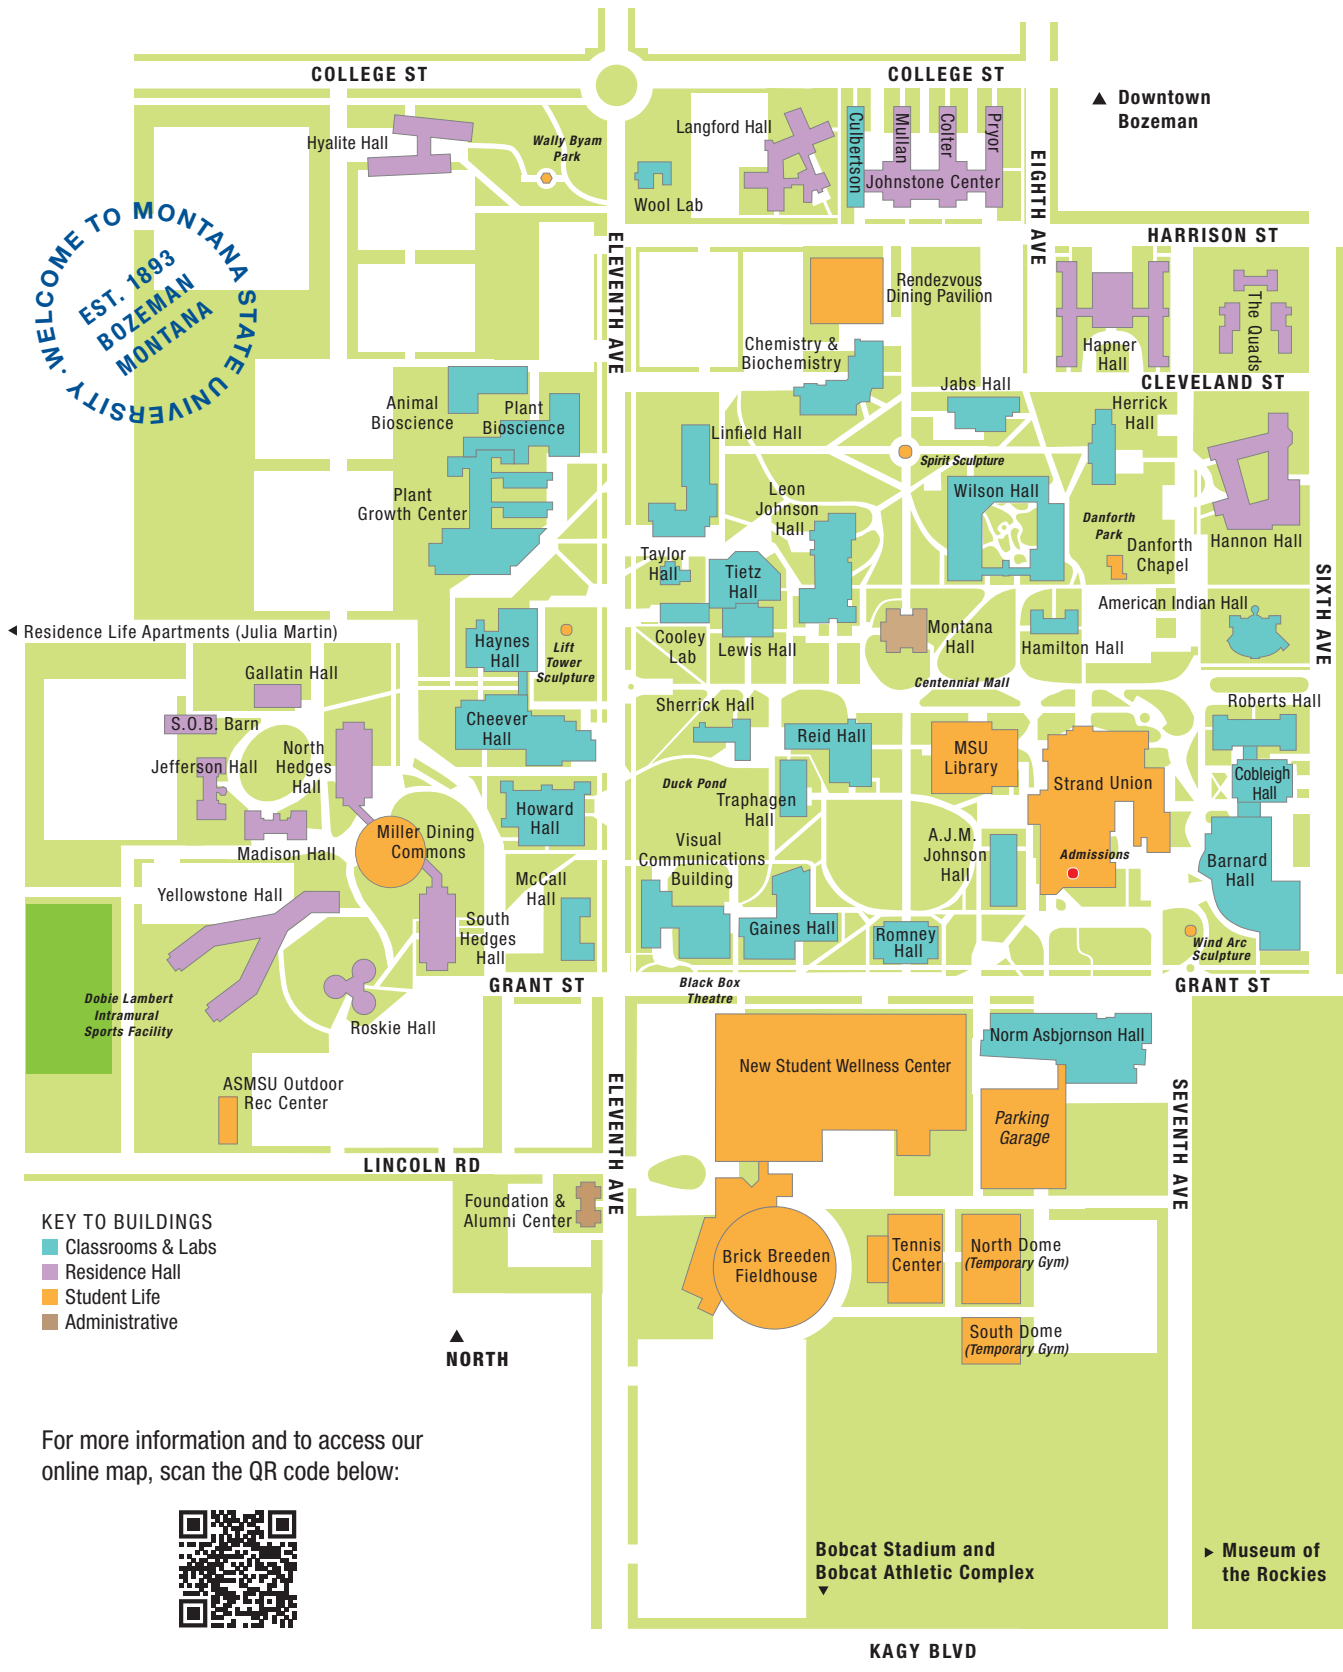 COLLEGE ST
COLLEGE ST
▲ Downtown
Bozeman
Hyalite Hall
Wally Byam
Park
Langford Hall
Culbertson
Mullan
Colter
Pryor
Johnstone Center
Wool Lab
EIGHTH AVE
WELCOME TO MONTANA STATE UNIVERSITY ·
EST. 1893
BOZEMAN
MONTANA
ELEVENTH AVE
HARRISON ST
Rendezvous
Dining Pavilion
The Quads
Chemistry &
Biochemistry
Hapner
Hall
CLEVELAND ST
Jabs Hall
Animal
Bioscience
Plant
Bioscience
Herrick
Hall
Linfield Hall
Spirit Sculpture
Plant
Growth Center
Leon
Johnson
Hall
Wilson Hall
Danforth
Park
Danforth
Chapel
Hannon Hall
Taylor
Hall
Tietz
Hall
SIXTH AVE
American Indian Hall
◀ Residence Life Apartments (Julia Martin)
Haynes
Hall
Lift
Tower
Sculpture
Cooley
Lab
Lewis Hall
Montana
Hall
Hamilton Hall
Gallatin Hall
Centennial Mall
S.O.B. Barn
Sherrick Hall
Roberts Hall
Cheever
Hall
North
Hedges
Hall
Reid Hall
MSU
Library
Jefferson Hall
Duck Pond
Strand Union
Cobleigh
Hall
Traphagen
Hall
Howard
Hall
Miller Dining
Commons
Madison Hall
Visual
Communications
Building
A.J.M.
Johnson
Hall
Admissions
Barnard
Hall
McCall
Hall
Yellowstone Hall
South
Hedges
Hall
Gaines Hall
Romney
Hall
Wind Arc
Sculpture
GRANT ST
Black Box
Theatre
GRANT ST
Dobie Lambert
Intramural
Sports Facility
Roskie Hall
Norm Asbjornson Hall
New Student Wellness Center
ASMSU Outdoor
Rec Center
ELEVENTH AVE
Parking
Garage
SEVENTH AVE
LINCOLN RD
Foundation &
Alumni Center
KEY TO BUILDINGS
Classrooms & Labs
Residence Hall
Student Life
Administrative
Brick Breeden
Fieldhouse
Tennis
Center
North Dome
(Temporary Gym)
South Dome
(Temporary Gym)
▲
NORTH
For more information and to access our
online map, scan the QR code below:
Bobcat Stadium and
Bobcat Athletic Complex
▼
▶ Museum of
the Rockies
KAGY BLVD